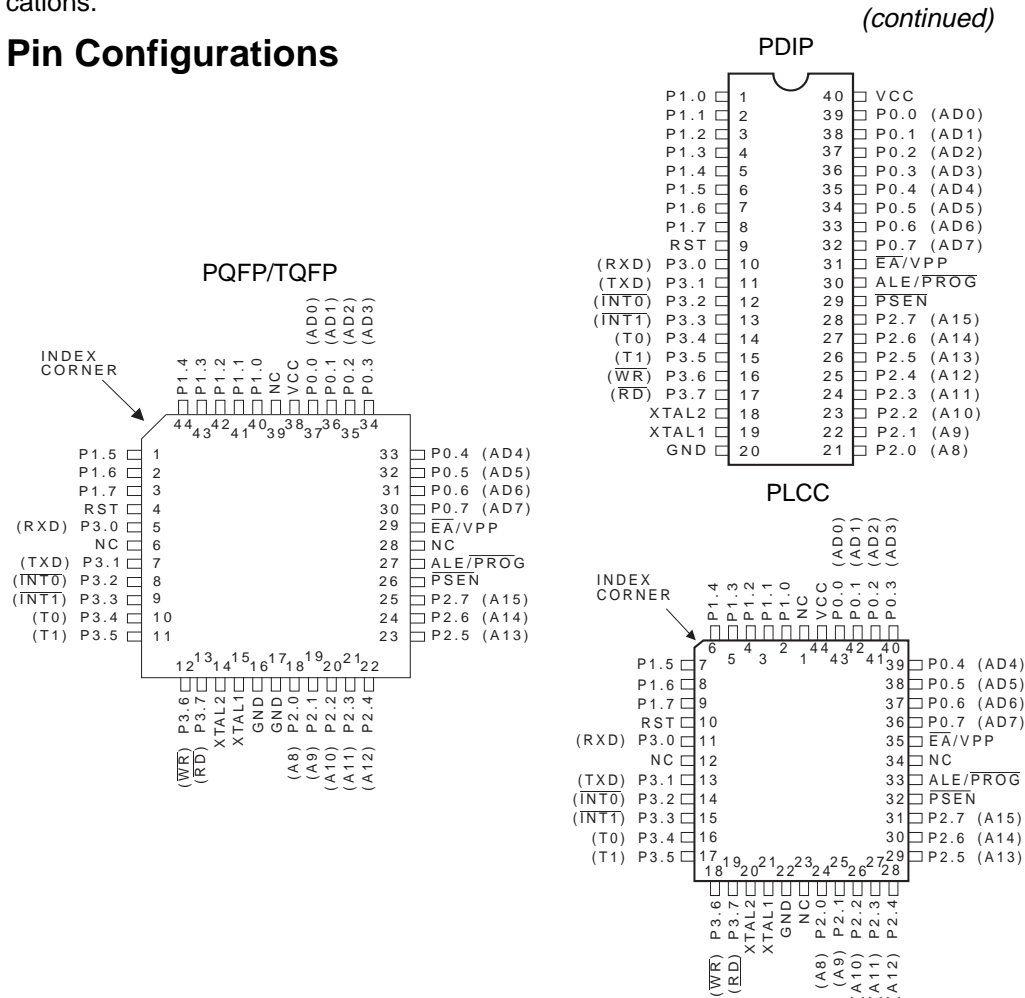 cations.
(continued)
Pin Configurations
PDIP
P1.0 1 40 VCC
P1.1 2 39 P0.0 (AD0)
P1.2 3 38 P0.1 (AD1)
P1.3 4 37 P0.2 (AD2)
P1.4 5 36 P0.3 (AD3)
P1.5 6 35 P0.4 (AD4)
P1.6 7 34 P0.5 (AD5)
P1.7 8 33 P0.6 (AD6)
RST 9 32 P0.7 (AD7)
(RXD) P3.0 10 31 EA/VPP
(TXD) P3.1 11 30 ALE/PROG
(INT0) P3.2 12 29 PSEN
(INT1) P3.3 13 28 P2.7 (A15)
(T0) P3.4 14 27 P2.6 (A14)
(T1) P3.5 15 26 P2.5 (A13)
(WR) P3.6 16 25 P2.4 (A12)
(RD) P3.7 17 24 P2.3 (A11)
XTAL2 18 23 P2.2 (A10)
XTAL1 19 22 P2.1 (A9)
GND 20 21 P2.0 (A8)
PQFP/TQFP
INDEX
CORNER
P1.4
P1.3
P1.2
P1.1
P1.0
NC
VCC
P0.0 (AD0)
P0.1 (AD1)
P0.2 (AD2)
P0.3 (AD3)
44 43 42 41 40 39 38 37 36 35 34
P1.5 1 33 P0.4 (AD4)
P1.6 2 32 P0.5 (AD5)
P1.7 3 31 P0.6 (AD6)
RST 4 30 P0.7 (AD7)
(RXD) P3.0 5 29 EA/VPP
NC 6 28 NC
(TXD) P3.1 7 27 ALE/PROG
(INT0) P3.2 8 26 PSEN
(INT1) P3.3 9 25 P2.7 (A15)
(T0) P3.4 10 24 P2.6 (A14)
(T1) P3.5 11 23 P2.5 (A13)
12 13 14 15 16 17 18 19 20 21 22
(WR) P3.6
(RD) P3.7
XTAL2
XTAL1
GND
GND
(A8) P2.0
(A9) P2.1
(A10) P2.2
(A11) P2.3
(A12) P2.4
PLCC
INDEX
CORNER
P1.4
P1.3
P1.2
P1.1
P1.0
NC
VCC
P0.0 (AD0)
P0.1 (AD1)
P0.2 (AD2)
P0.3 (AD3)
6 5 4 3 2 1 44 43 42 41 40
P1.5 7 39 P0.4 (AD4)
P1.6 8 38 P0.5 (AD5)
P1.7 9 37 P0.6 (AD6)
RST 10 36 P0.7 (AD7)
(RXD) P3.0 11 35 EA/VPP
NC 12 34 NC
(TXD) P3.1 13 33 ALE/PROG
(INT0) P3.2 14 32 PSEN
(INT1) P3.3 15 31 P2.7 (A15)
(T0) P3.4 16 30 P2.6 (A14)
(T1) P3.5 17 29 P2.5 (A13)
18 19 20 21 22 23 24 25 26 27 28
(WR) P3.6
(RD) P3.7
XTAL2
XTAL1
GND
NC
(A8) P2.0
(A9) P2.1
A10) P2.2
A11) P2.3
A12) P2.4